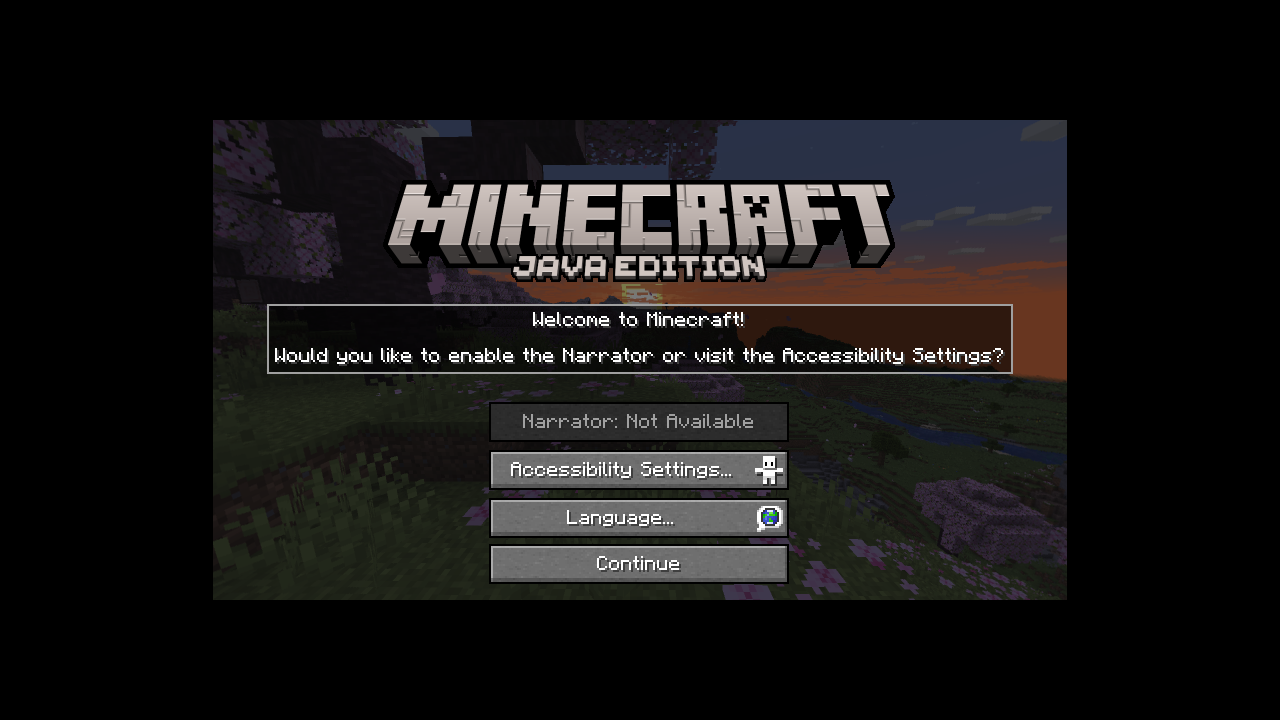 MINECRAFT
JAVA EDITION
Welcome to Minecraft!
Would you like to enable the Narrator or visit the Accessibility Settings?
Narrator: Not Available
Accessibility Settings...
Language...
Continue